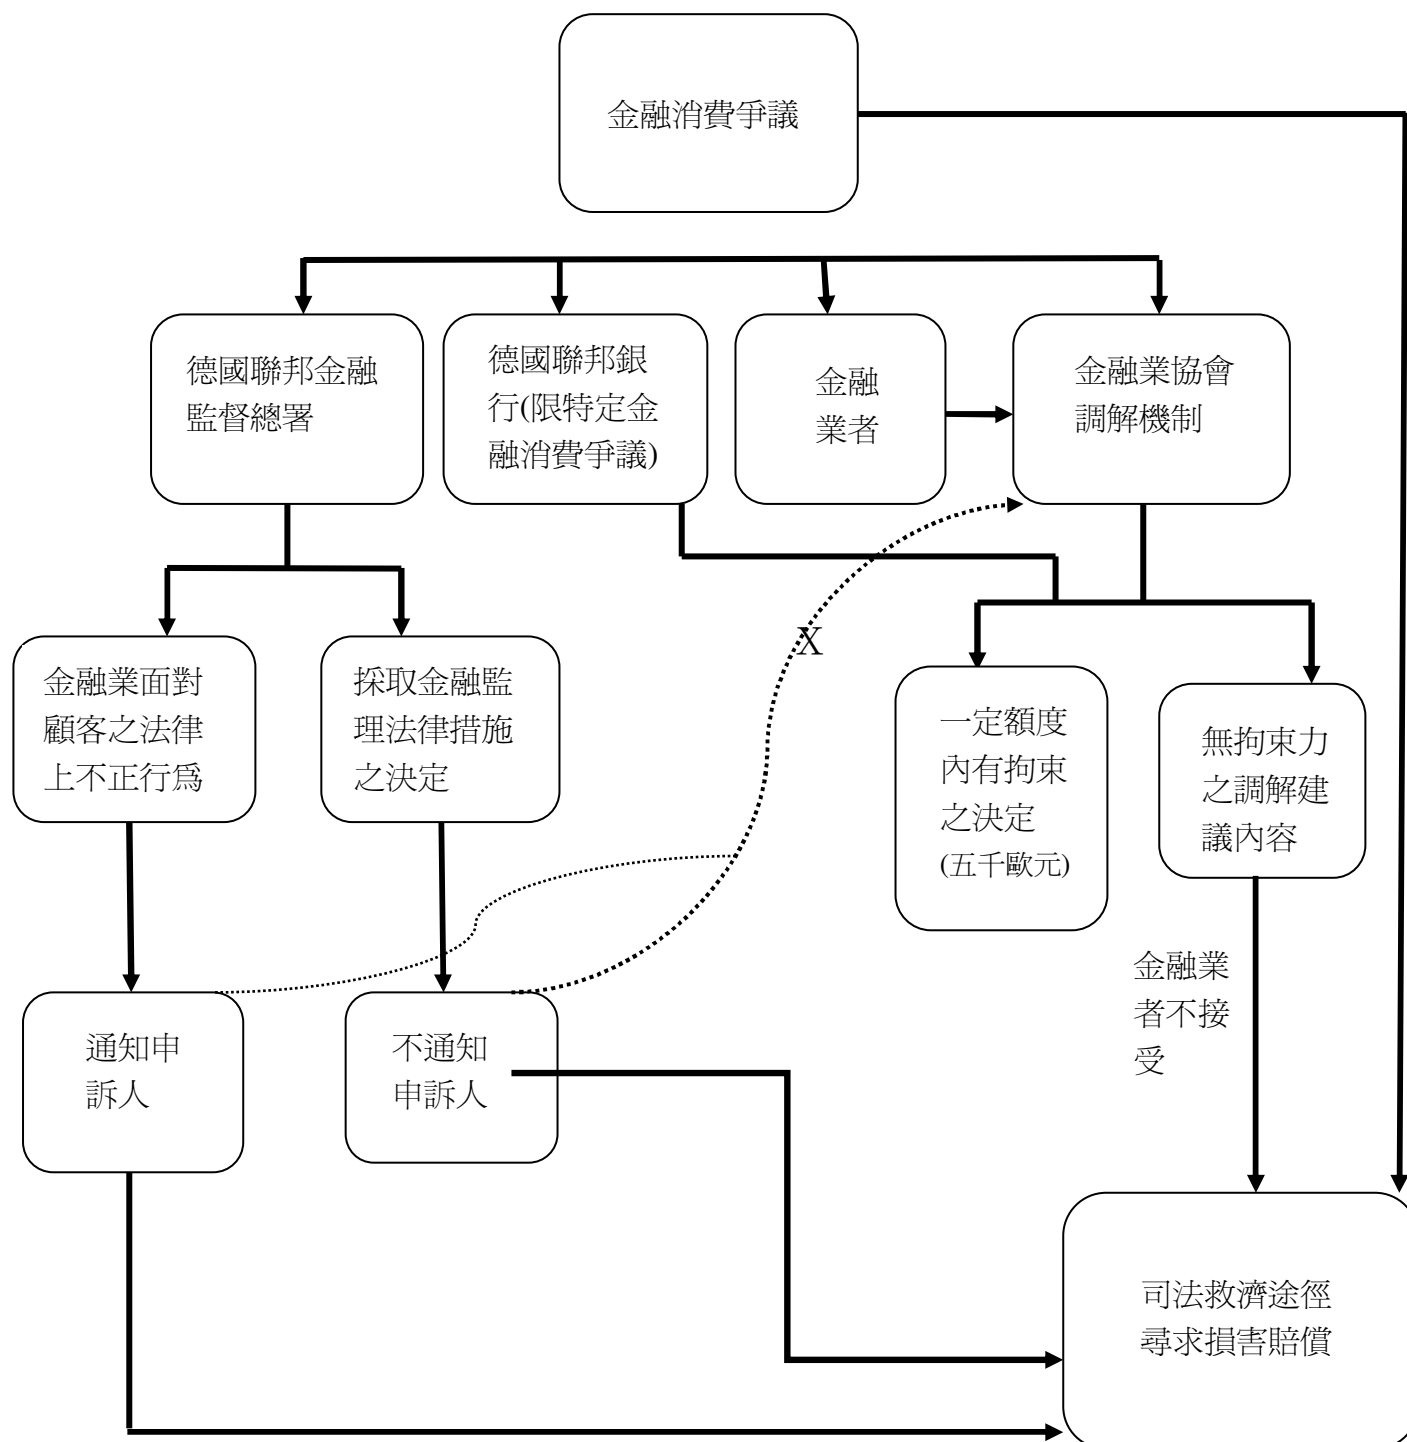 金融消費爭議
德國聯邦金融
監督總署
德國聯邦銀
行(限特定金
融消費爭議)
金融
業者
金融業協會
調解機制
金融業面對
顧客之法律
上不正行為
採取金融監
理法律措施
之決定
X
一定額度
內有拘束
之決定
(五千歐元)
無拘束力
之調解建
議內容
金融業
者不接
受
通知申
訴人
不通知
申訴人
司法救濟途徑
尋求損害賠償